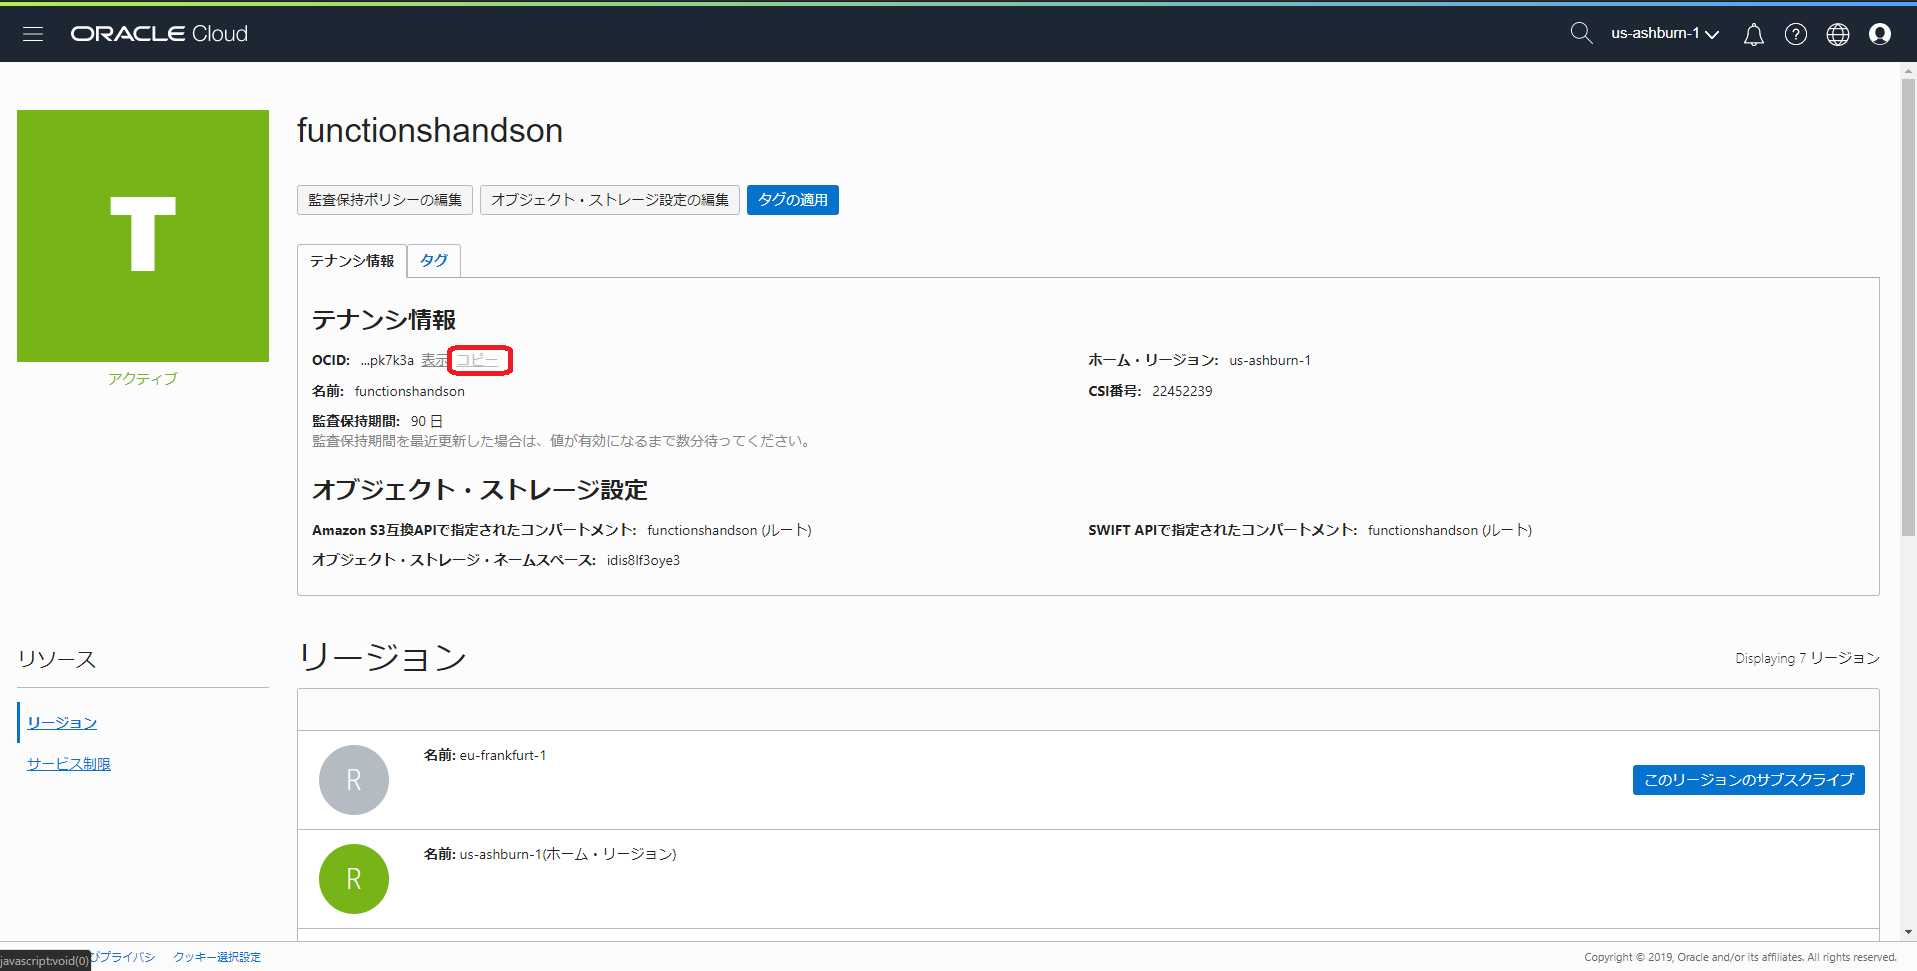 ORACLE Cloud
us-ashburn-1
T
アクティブ
functionshandson
監査保持ポリシーの編集 オブジェクト・ストレージ設定の編集 タグの適用
テナンシ情報 タグ
テナンシ情報
OCID: ...pk7k3a 表示 コピー
ホーム・リージョン: us-ashburn-1
名前: functionshandson
CSI番号: 22452239
監査保持期間: 90 日
監査保持期間を最近更新した場合は、値が有効になるまで数分待ってください。
オブジェクト・ストレージ設定
Amazon S3互換APIで指定されたコンパートメント: functionshandson (ルート)
SWIFT APIで指定されたコンパートメント: functionshandson (ルート)
オブジェクト・ストレージ・ネームスペース: idis8lf3oye3
リソース
リージョン
サービス制限
リージョン
Displaying 7 リージョン
R
名前: eu-frankfurt-1
このリージョンのサブスクライブ
R
名前: us-ashburn-1(ホーム・リージョン)
javascript:void(0)
びプライバシ クッキー選択設定
Copyright © 2019, Oracle and/or its affiliates. All rights reserved.